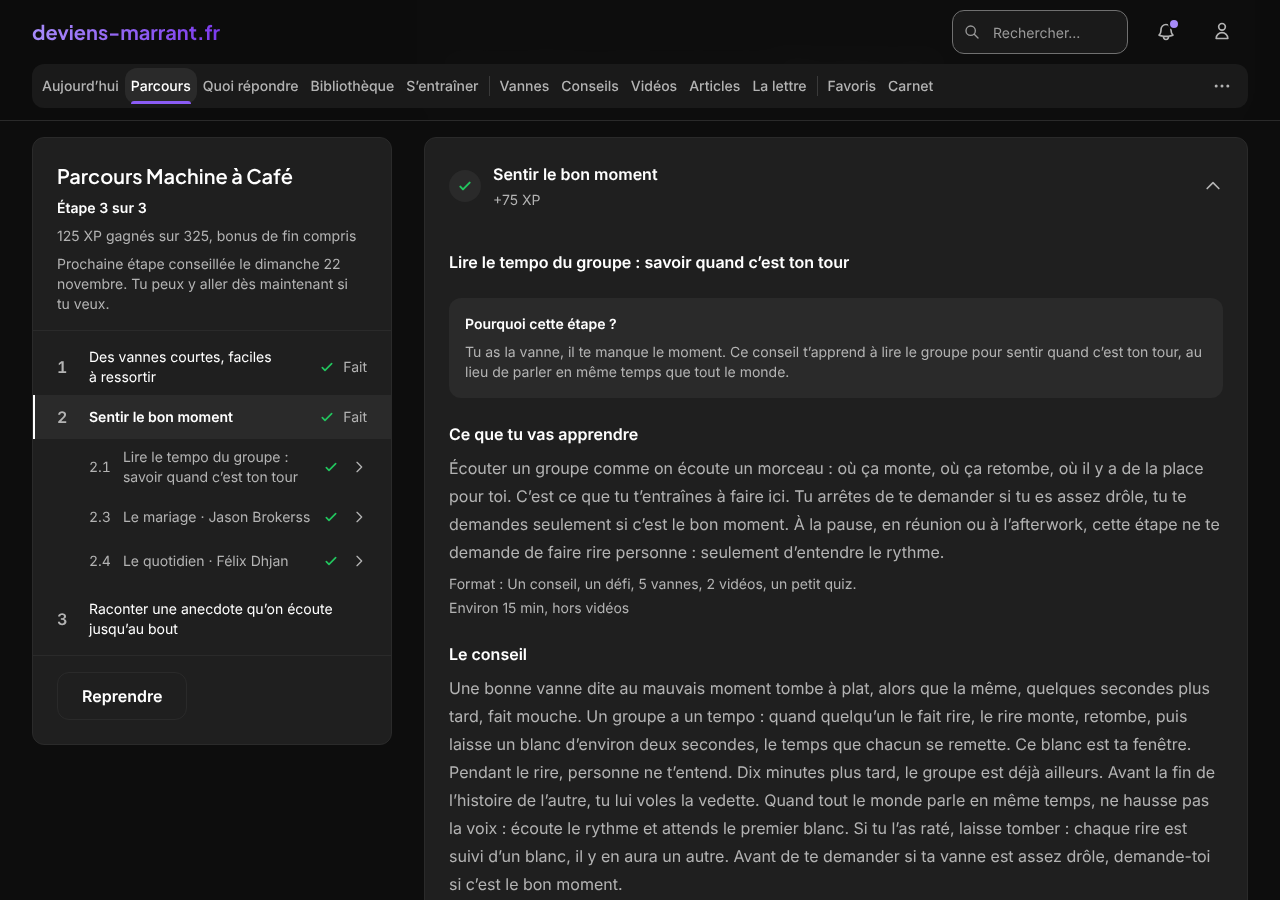 deviens-marrant.fr
Rechercher...
Aujourd’hui Parcours Quoi répondre Bibliothèque S’entraîner Vannes Conseils Vidéos Articles La lettre Favoris Carnet
Parcours Machine à Café
Étape 3 sur 3
125 XP gagnés sur 325, bonus de fin compris
Prochaine étape conseillée le dimanche 22
novembre. Tu peux y aller dès maintenant si
tu veux.
1 Des vannes courtes, faciles
à ressortir
Fait
2 Sentir le bon moment Fait
2.1 Lire le tempo du groupe :
savoir quand c’est ton tour
2.3 Le mariage · Jason Brokerss
2.4 Le quotidien · Félix Dhjan
3 Raconter une anecdote qu’on écoute
jusqu’au bout
Reprendre
Sentir le bon moment
+75 XP
Lire le tempo du groupe : savoir quand c’est ton tour
Pourquoi cette étape ?
Tu as la vanne, il te manque le moment. Ce conseil t’apprend à lire le groupe pour sentir quand c’est ton tour, au
lieu de parler en même temps que tout le monde.
Ce que tu vas apprendre
Écouter un groupe comme on écoute un morceau : où ça monte, où ça retombe, où il y a de la place
pour toi. C’est ce que tu t’entraînes à faire ici. Tu arrêtes de te demander si tu es assez drôle, tu te
demandes seulement si c’est le bon moment. À la pause, en réunion ou à l’afterwork, cette étape ne te
demande de faire rire personne : seulement d’entendre le rythme.
Format : Un conseil, un défi, 5 vannes, 2 vidéos, un petit quiz.
Environ 15 min, hors vidéos
Le conseil
Une bonne vanne dite au mauvais moment tombe à plat, alors que la même, quelques secondes plus
tard, fait mouche. Un groupe a un tempo : quand quelqu’un le fait rire, le rire monte, retombe, puis
laisse un blanc d’environ deux secondes, le temps que chacun se remette. Ce blanc est ta fenêtre.
Pendant le rire, personne ne t’entend. Dix minutes plus tard, le groupe est déjà ailleurs. Avant la fin de
l’histoire de l’autre, tu lui voles la vedette. Quand tout le monde parle en même temps, ne hausse pas
la voix : écoute le rythme et attends le premier blanc. Si tu l’as raté, laisse tomber : chaque rire est
suivi d’un blanc, il y en aura un autre. Avant de te demander si ta vanne est assez drôle, demande-toi
si c’est le bon moment.